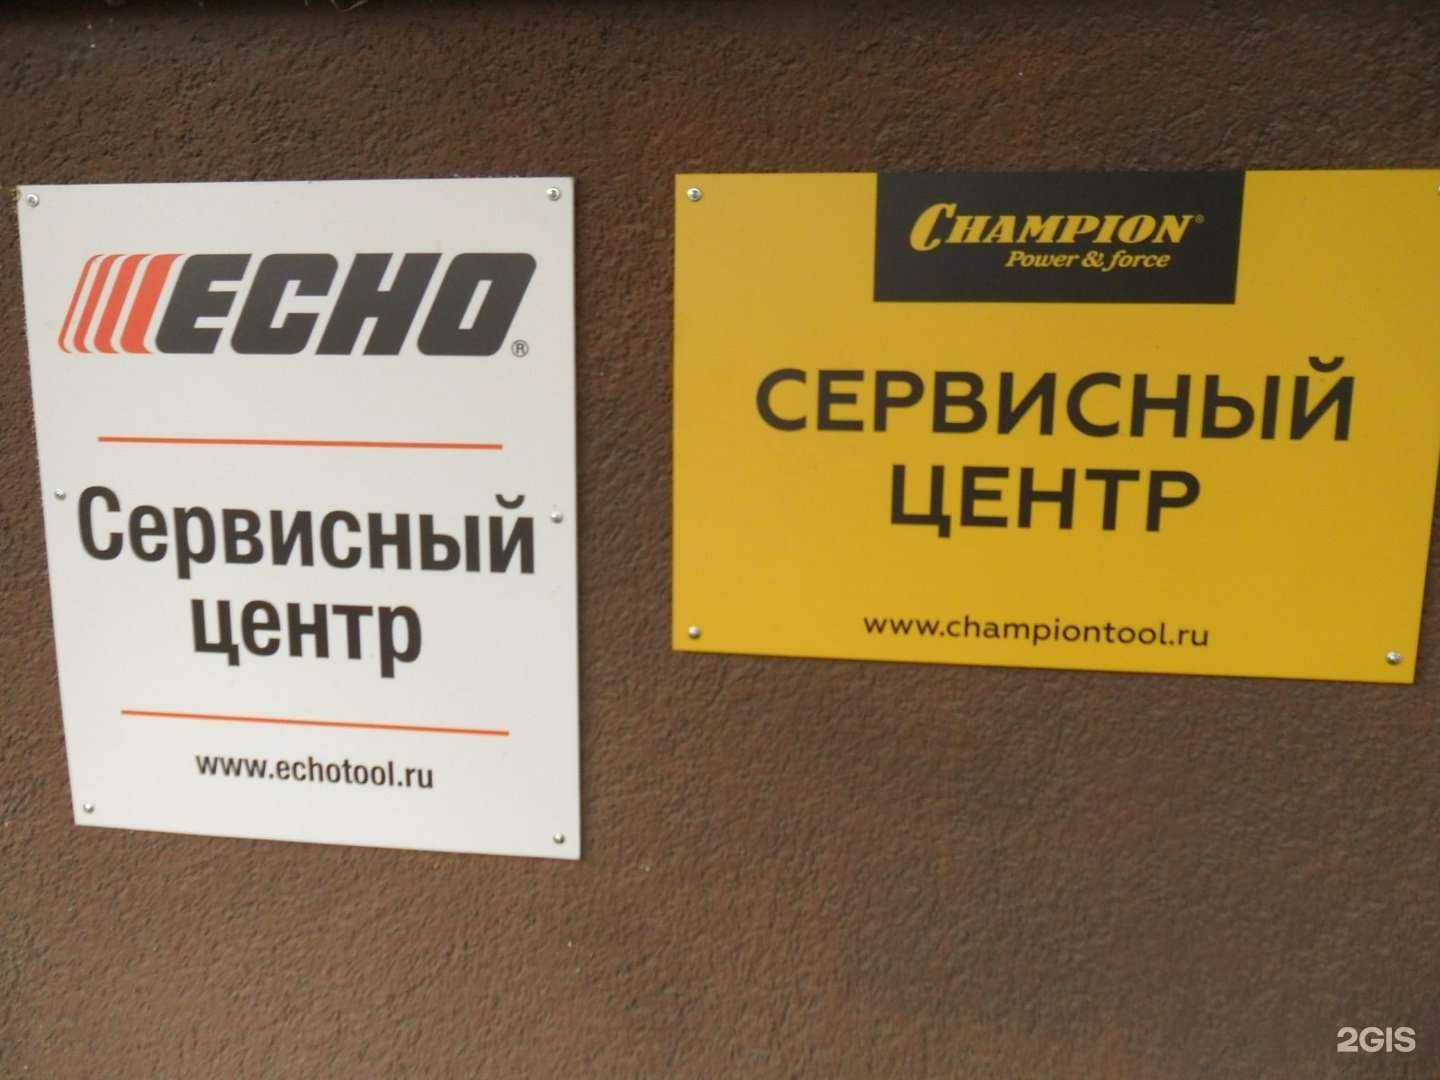 ECHO®
Сервисный
центр
www.echotool.ru
CHAMPION®
Power & force
СЕРВИСНЫЙ
ЦЕНТР
www.championtool.ru
2GIS